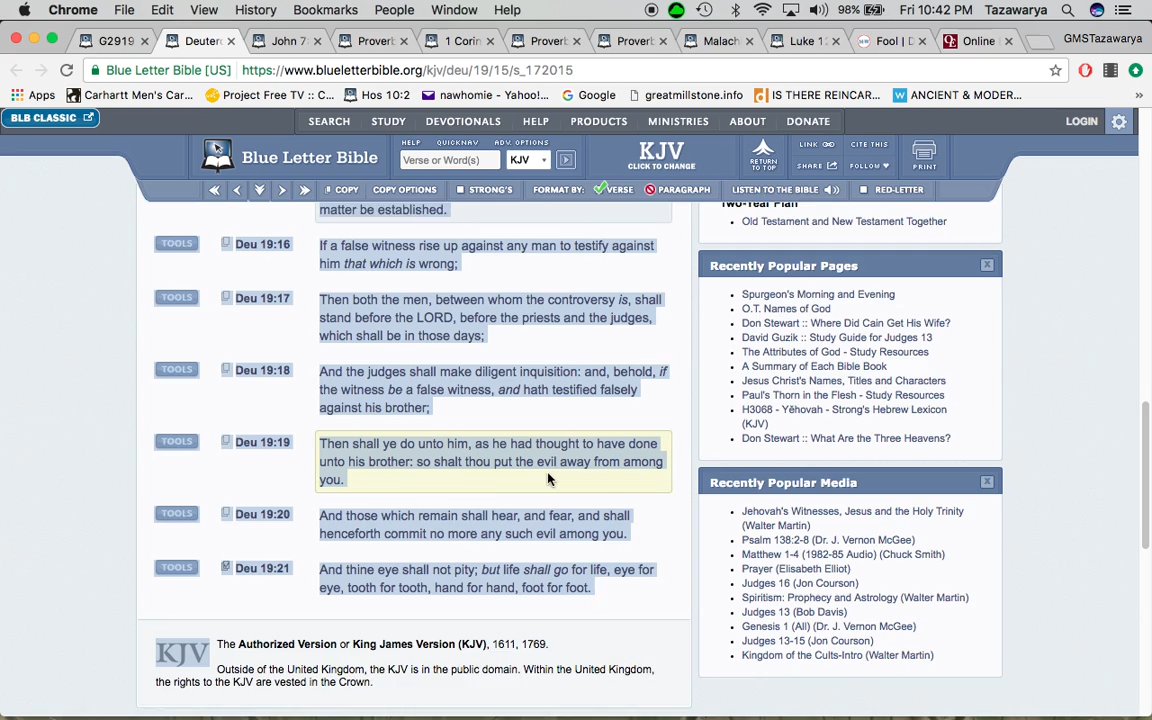 Chrome File Edit View History Bookmarks People Window Help 98% Fri 10:42 PM Tazawarya
G2919 Deutero John 7: Proverb 1 Corin Proverb Proverb Malach Luke 12 Fool | D Online GMSTazawarya
Blue Letter Bible [US] https://www.blueletterbible.org/kjv/deu/19/15/s_172015
Apps Carhartt Men's Car... Project Free TV :: C... Hos 10:2 nawhomie - Yahoo!... Google greatmillstone.info IS THERE REINCAR... ANCIENT & MODER... »
BLB CLASSIC SEARCH STUDY DEVOTIONALS HELP PRODUCTS MINISTRIES ABOUT DONATE LOGIN
HELP QUICKNAV ADV. OPTIONS
Blue Letter Bible Verse or Word(s) KJV
KJV
CLICK TO CHANGE
RETURN
TO TOP
LINK CITE THIS
SHARE FOLLOW PRINT
COPY COPY OPTIONS STRONG'S FORMAT BY: VERSE PARAGRAPH LISTEN TO THE BIBLE RED-LETTER
matter be established.
TOOLS Deu 19:16 If a false witness rise up against any man to testify against
him that which is wrong;
TOOLS Deu 19:17 Then both the men, between whom the controversy is, shall
stand before the LORD, before the priests and the judges,
which shall be in those days;
TOOLS Deu 19:18 And the judges shall make diligent inquisition: and, behold, if
the witness be a false witness, and hath testified falsely
against his brother;
TOOLS Deu 19:19 Then shall ye do unto him, as he had thought to have done
unto his brother: so shalt thou put the evil away from among
you.
TOOLS Deu 19:20 And those which remain shall hear, and fear, and shall
henceforth commit no more any such evil among you.
TOOLS Deu 19:21 And thine eye shall not pity; but life shall go for life, eye for
eye, tooth for tooth, hand for hand, foot for foot.
KJV The Authorized Version or King James Version (KJV), 1611, 1769.
Outside of the United Kingdom, the KJV is in the public domain. Within the United Kingdom,
the rights to the KJV are vested in the Crown.
Two-Year Plan
Old Testament and New Testament Together
Recently Popular Pages
Spurgeon's Morning and Evening
O.T. Names of God
Don Stewart :: Where Did Cain Get His Wife?
David Guzik :: Study Guide for Judges 13
The Attributes of God - Study Resources
A Summary of Each Bible Book
Jesus Christ's Names, Titles and Characters
Paul's Thorn in the Flesh - Study Resources
H3068 - Yĕhovah - Strong's Hebrew Lexicon
(KJV)
Don Stewart :: What Are the Three Heavens?
Recently Popular Media
Jehovah's Witnesses, Jesus and the Holy Trinity
(Walter Martin)
Psalm 138:2-8 (Dr. J. Vernon McGee)
Matthew 1-4 (1982-85 Audio) (Chuck Smith)
Prayer (Elisabeth Elliot)
Judges 16 (Jon Courson)
Spiritism: Prophecy and Astrology (Walter Martin)
Judges 13 (Bob Davis)
Genesis 1 (All) (Dr. J. Vernon McGee)
Judges 13-15 (Jon Courson)
Kingdom of the Cults-Intro (Walter Martin)